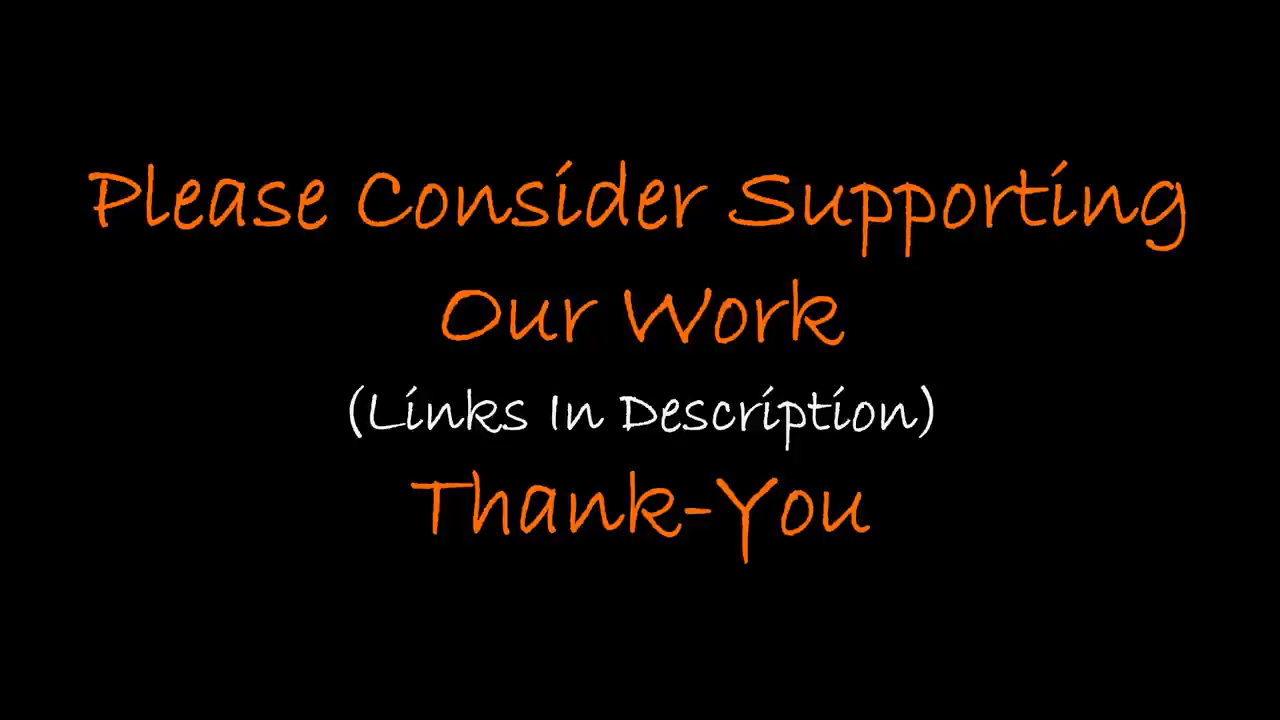 Please Consider Supporting
Our Work
(Links In Description)
Thank-You